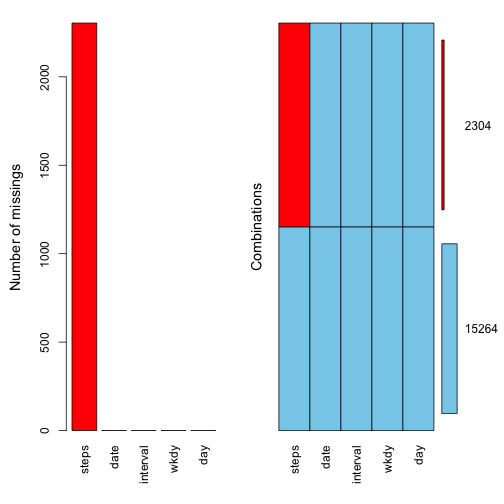 Number of missings
2000
1500
1000
500
0
steps
date
interval
wkdy
day
Combinations
steps
date
interval
wkdy
day
2304
15264